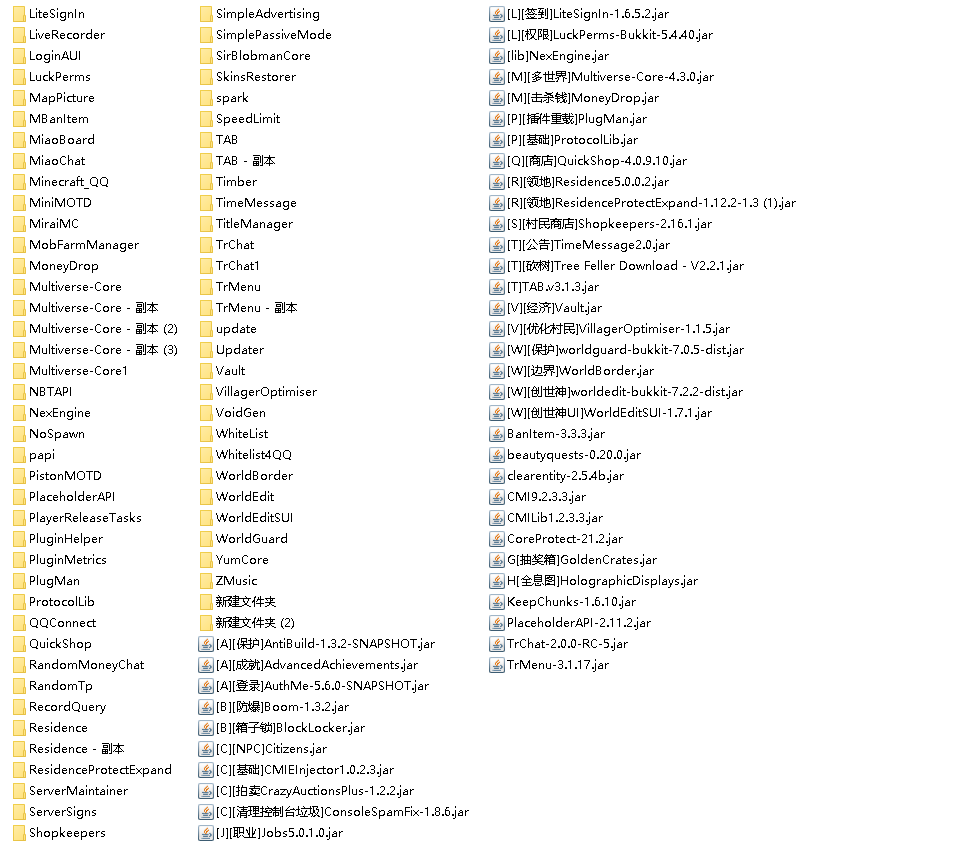 LiteSignIn
LiveRecorder
LoginAUI
LuckPerms
MapPicture
MBanItem
MiaoBoard
MiaoChat
Minecraft_QQ
MiniMOTD
MiraiMC
MobFarmManager
MoneyDrop
Multiverse-Core
Multiverse-Core - 副本
Multiverse-Core - 副本 (2)
Multiverse-Core - 副本 (3)
Multiverse-Core1
NBTAPI
NexEngine
NoSpawn
papi
PistonMOTD
PlaceholderAPI
PlayerReleaseTasks
PluginHelper
PluginMetrics
PlugMan
ProtocolLib
QQConnect
QuickShop
RandomMoneyChat
RandomTp
RecordQuery
Residence
Residence - 副本
ResidenceProtectExpand
ServerMaintainer
ServerSigns
Shopkeepers
SimpleAdvertising
SimplePassiveMode
SirBlobmanCore
SkinsRestorer
spark
SpeedLimit
TAB
TAB - 副本
Timber
TimeMessage
TitleManager
TrChat
TrChat1
TrMenu
TrMenu - 副本
update
Updater
Vault
VillagerOptimiser
VoidGen
WhiteList
Whitelist4QQ
WorldBorder
WorldEdit
WorldEditSUI
WorldGuard
YumCore
ZMusic
新建文件夹
新建文件夹 (2)
[A][保护]AntiBuild-1.3.2-SNAPSHOT.jar
[A][成就]AdvancedAchievements.jar
[A][登录]AuthMe-5.6.0-SNAPSHOT.jar
[B][防爆]Boom-1.3.2.jar
[B][箱子锁]BlockLocker.jar
[C][NPC]Citizens.jar
[C][基础]CMIEInjector1.0.2.3.jar
[C][拍卖CrazyAuctionsPlus-1.2.2.jar
[C][清理控制台垃圾]ConsoleSpamFix-1.8.6.jar
[J][职业]Jobs5.0.1.0.jar
[L][签到]LiteSignIn-1.6.5.2.jar
[L][权限]LuckPerms-Bukkit-5.4.40.jar
[lib]NexEngine.jar
[M][多世界]Multiverse-Core-4.3.0.jar
[M][击杀钱]MoneyDrop.jar
[P][插件重载]PlugMan.jar
[P][基础]ProtocolLib.jar
[Q][商店]QuickShop-4.0.9.10.jar
[R][领地]Residence5.0.0.2.jar
[R][领地]ResidenceProtectExpand-1.12.2-1.3 (1).jar
[S][村民商店]Shopkeepers-2.16.1.jar
[T][公告]TimeMessage2.0.jar
[T][砍树]Tree Feller Download - V2.2.1.jar
[T]TAB.v3.1.3.jar
[V][经济]Vault.jar
[V][优化村民]VillagerOptimiser-1.1.5.jar
[W][保护]worldguard-bukkit-7.0.5-dist.jar
[W][边界]WorldBorder.jar
[W][创世神]worldedit-bukkit-7.2.2-dist.jar
[W][创世神UI]WorldEditSUI-1.7.1.jar
BanItem-3.3.3.jar
beautyquests-0.20.0.jar
clearentity-2.5.4b.jar
CMI9.2.3.3.jar
CMILib1.2.3.3.jar
CoreProtect-21.2.jar
G[抽奖箱]GoldenCrates.jar
H[全息图]HolographicDisplays.jar
KeepChunks-1.6.10.jar
PlaceholderAPI-2.11.2.jar
TrChat-2.0.0-RC-5.jar
TrMenu-3.1.17.jar